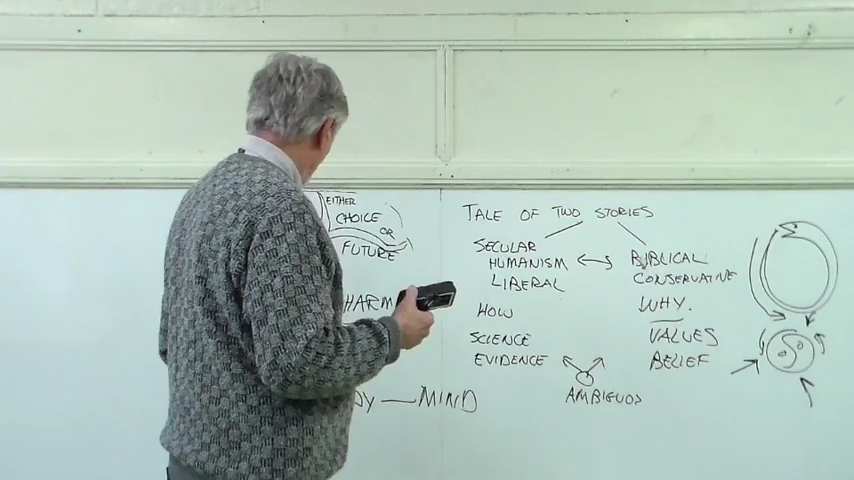 EITHER
CHOICE
OR
FUTURE
HARM
MIND
TALE OF TWO STORIES
SECULAR
HUMANISM
LIBERAL
HOW
SCIENCE
EVIDENCE
BIBLICAL
CONSERVATIVE
WHY.
VALUES
BELIEF
AMBIGUOS